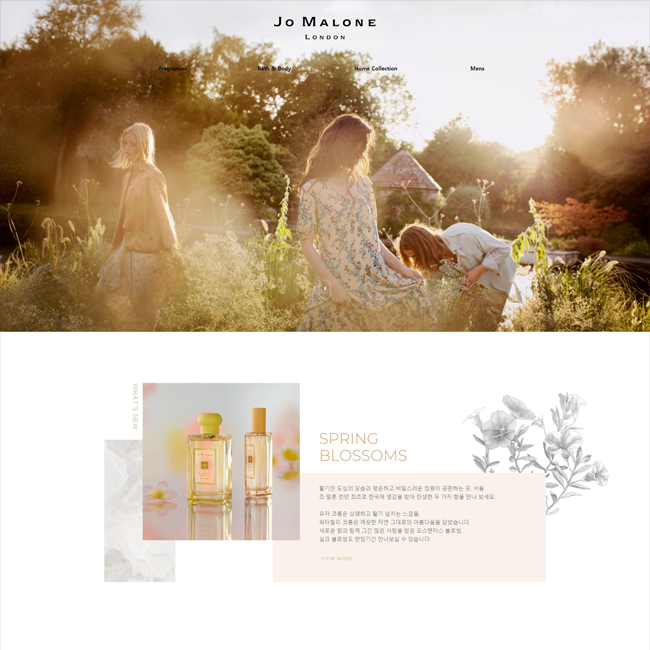 JO MALONE
LONDON
Fragrances
Bath & Body
Home Collection
Mens
WHAT'S NEW
SPRING
BLOSSOMS
활기찬 도심의 모습과 평온하고 비밀스러운 정원이 공존하는 곳, 서울.
조 말론 런던 최초로 한국에 영감을 받아 탄생한 두 가지 향을 만나 보세요.
유자 코롱은 상쾌하고 활기 넘치는 느낌을,
워터릴리 코롱은 깨끗한 자연 그대로의 아름다움을 담았습니다.
새로운 향과 함께 그간 많은 사랑을 받은 오스만투스 블로썸,
실크 블로썸도 한정기간 만나보실 수 있습니다.
VIEW MORE